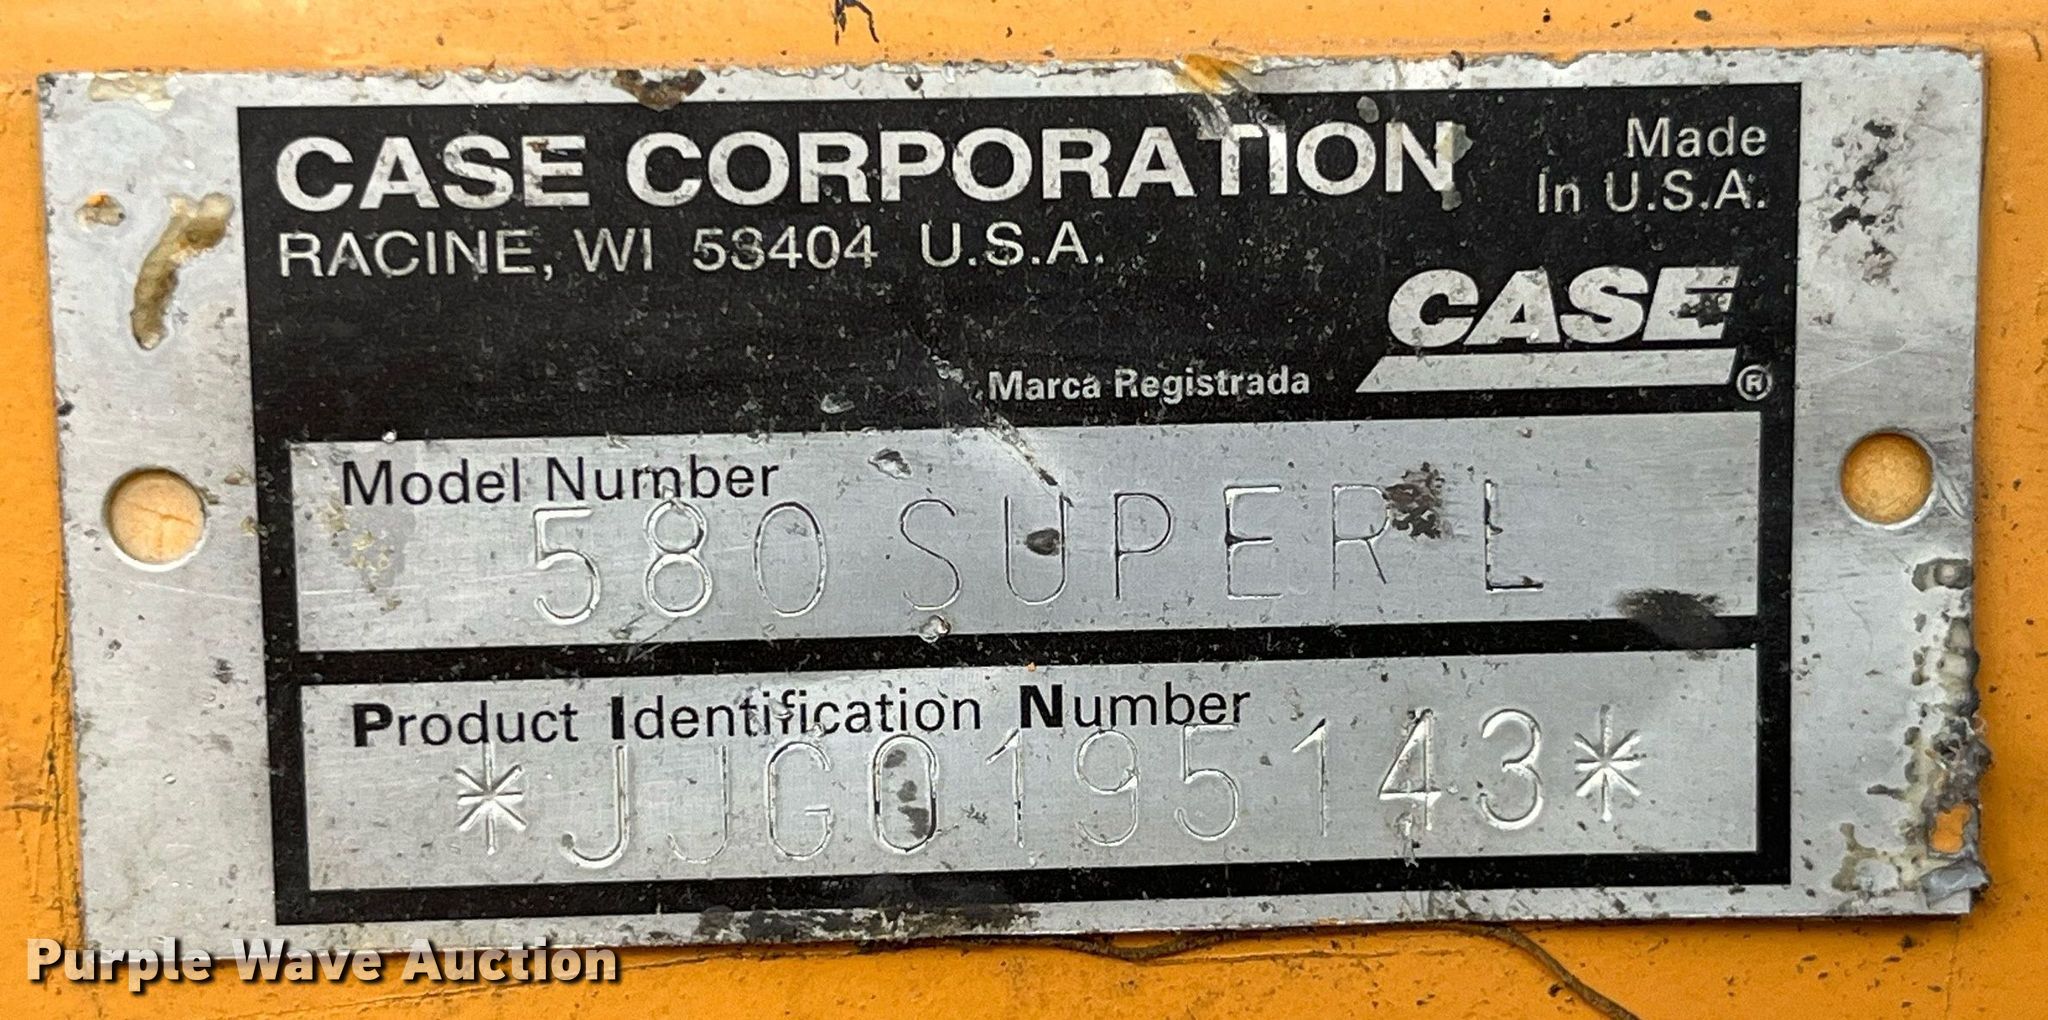 CASE CORPORATION
Made
In U.S.A.
RACINE, WI 53404 U.S.A.
CASE
Marca Registrada ®
Model Number
580 SUPER L
Product Identification Number
*JJG0195143*
Purple Wave Auction